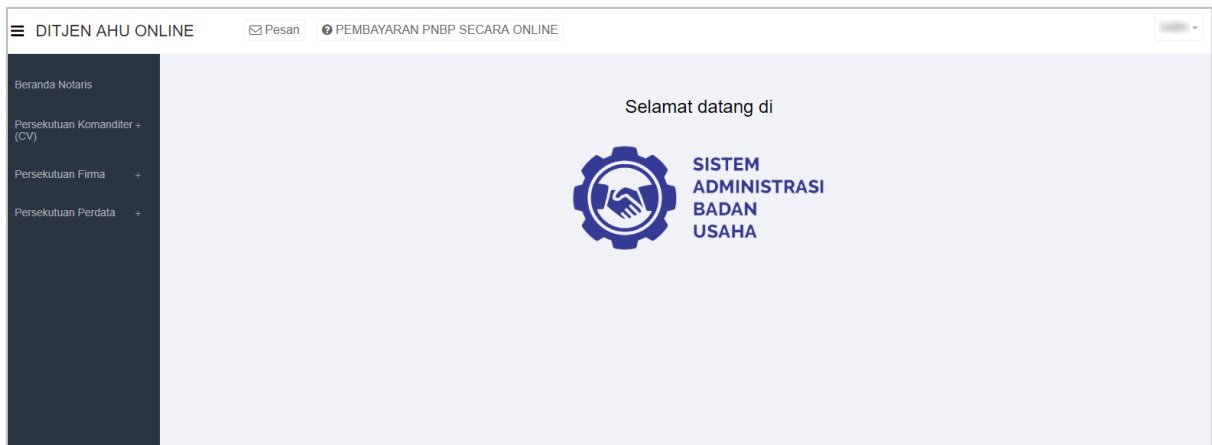 DITJEN AHU ONLINE
Pesan
PEMBAYARAN PNBP SECARA ONLINE
Beranda Notaris
Persekutuan Komanditer +
(CV)
Persekutuan Firma +
Persekutuan Perdata +
Selamat datang di
SISTEM
ADMINISTRASI
BADAN
USAHA